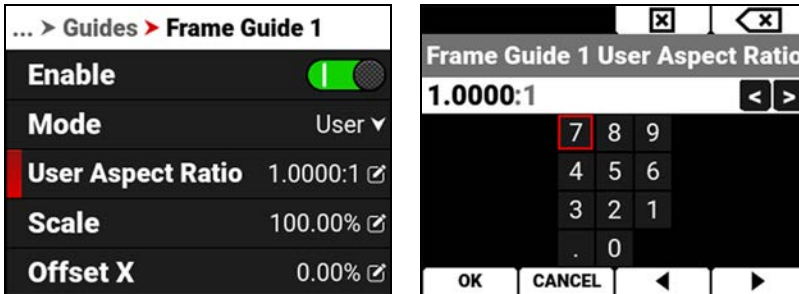 ... > Guides > Frame Guide 1
Enable
Mode User
User Aspect Ratio 1.0000:1
Scale 100.00%
Offset X 0.00%
Frame Guide 1 User Aspect Ratio
1.0000:1 < >
7 8 9
4 5 6
3 2 1
. 0
OK CANCEL